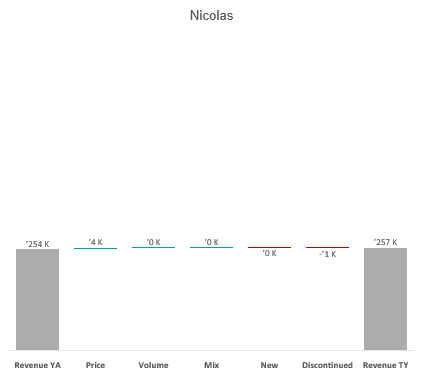 Nicolas
'254 K
'4 K
'0 K
'0 K
'0 K
-'1 K
'257 K
Revenue YA
Price
Volume
Mix
New
Discontinued
Revenue TY